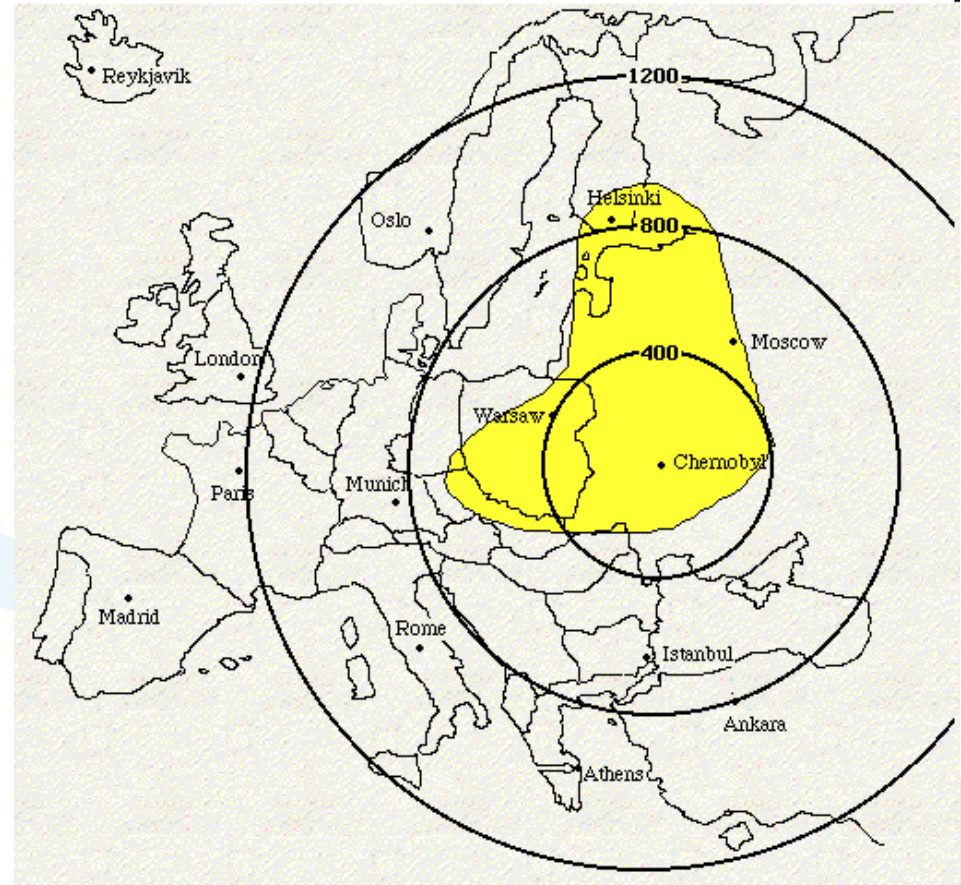 1200
Reykjavik
Helsinki
Oslo
800
Moscow
400
London
Warsaw
Chernobyl
Munich
Paris
Madrid
Rome
Istanbul
Ankara
Athens